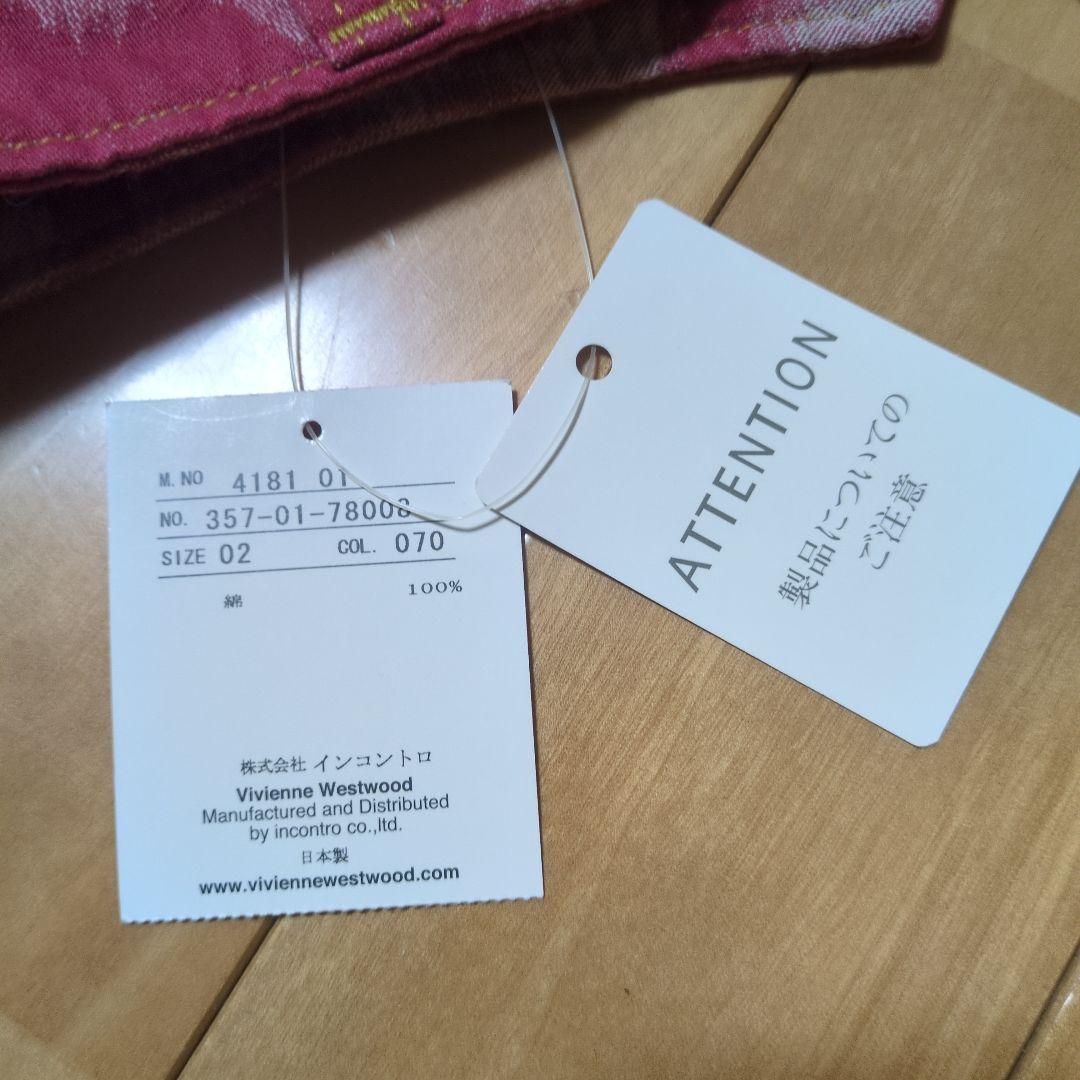 M.NO 4181 01
NO. 357-01-78008
SIZE 02 COL. 070
綿 100%
株式会社 インコントロ
Vivienne Westwood
Manufactured and Distributed
by incontro co.,ltd.
日本製
www.viviennewestwood.com
ATTENTION
製品についての
ご注意